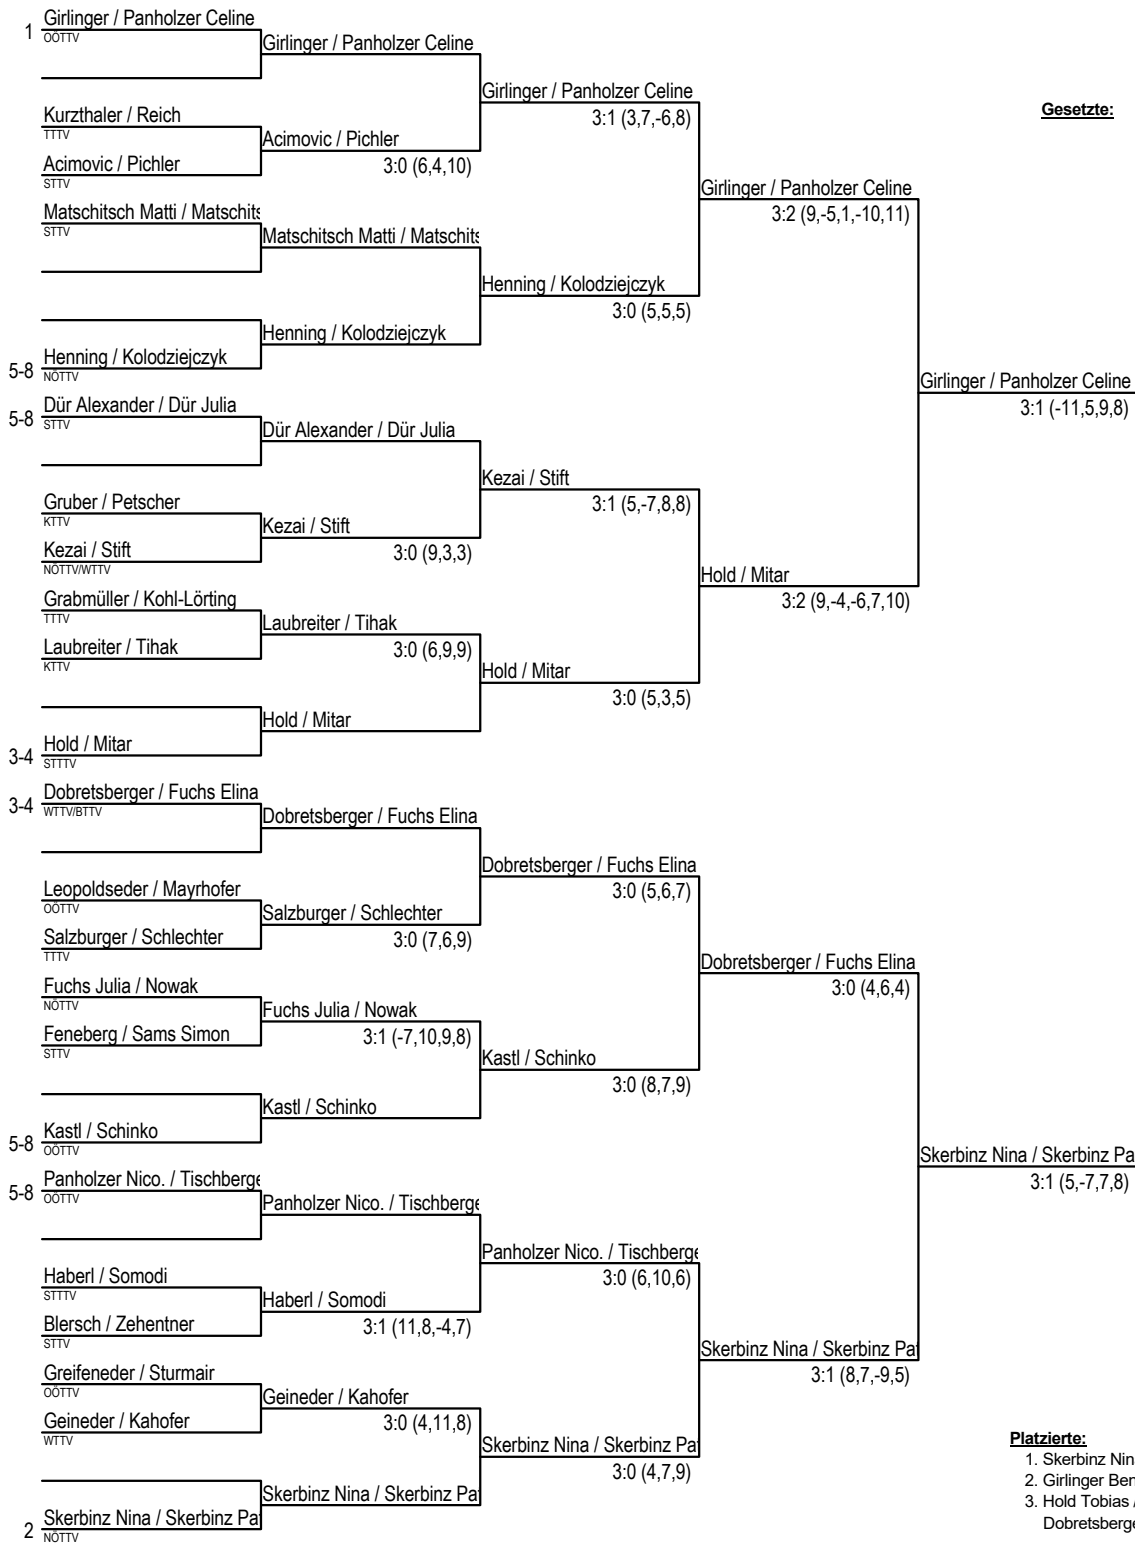 1
Girlinger / Panholzer Celine
OÖTTV
Kurzthaler / Reich
TTTV
Acimovic / Pichler
STTV
Matschitsch Matti / Matschits
STTV
5-8
Henning / Kolodziejczyk
NÖTTV
5-8
Dür Alexander / Dür Julia
STTV
Gruber / Petscher
KTTV
Kezai / Stift
NÖTTV/WTTV
Grabmüller / Kohl-Lörting
TTTV
Laubreiter / Tihak
KTTV
3-4
Hold / Mitar
STTTV
3-4
Dobretsberger / Fuchs Elina
WTTV/BTTV
Leopoldseder / Mayrhofer
OÖTTV
Salzburger / Schlechter
TTTV
Fuchs Julia / Nowak
NÖTTV
Feneberg / Sams Simon
STTV
5-8
Kastl / Schinko
OÖTTV
5-8
Panholzer Nico. / Tischberge
OÖTTV
Haberl / Somodi
STTTV
Blersch / Zehentner
STTV
Greifeneder / Sturmair
OÖTTV
Geineder / Kahofer
WTTV
2
Skerbinz Nina / Skerbinz Pat
NÖTTV
Girlinger / Panholzer Celine
Acimovic / Pichler
3:0 (6,4,10)
Matschitsch Matti / Matschits
Henning / Kolodziejczyk
Dür Alexander / Dür Julia
Kezai / Stift
3:0 (9,3,3)
Laubreiter / Tihak
3:0 (6,9,9)
Hold / Mitar
Dobretsberger / Fuchs Elina
Salzburger / Schlechter
3:0 (7,6,9)
Fuchs Julia / Nowak
3:1 (-7,10,9,8)
Kastl / Schinko
Panholzer Nico. / Tischberge
Haberl / Somodi
3:1 (11,8,-4,7)
Geineder / Kahofer
3:0 (4,11,8)
Skerbinz Nina / Skerbinz Pat
Girlinger / Panholzer Celine
3:1 (3,7,-6,8)
Henning / Kolodziejczyk
3:0 (5,5,5)
Kezai / Stift
3:1 (5,-7,8,8)
Hold / Mitar
3:0 (5,3,5)
Dobretsberger / Fuchs Elina
3:0 (5,6,7)
Kastl / Schinko
3:0 (8,7,9)
Panholzer Nico. / Tischberge
3:0 (6,10,6)
Skerbinz Nina / Skerbinz Pat
3:0 (4,7,9)
Girlinger / Panholzer Celine
3:2 (9,-5,1,-10,11)
Hold / Mitar
3:2 (9,-4,-6,7,10)
Dobretsberger / Fuchs Elina
3:0 (4,6,4)
Skerbinz Nina / Skerbinz Pat
3:1 (8,7,-9,5)
Girlinger / Panholzer Celine
3:1 (-11,5,9,8)
Skerbinz Nina / Skerbinz Pa
3:1 (5,-7,7,8)
Gesetzte:
Platzierte:
1. Skerbinz Nin
2. Girlinger Ben
3. Hold Tobias /
Dobretsberge